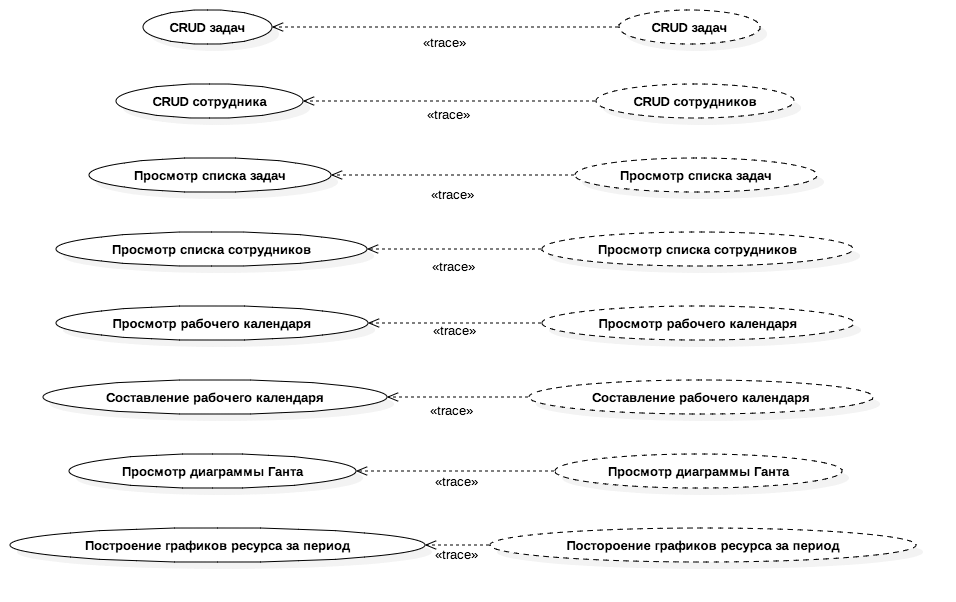 CRUD задач
«trace»
CRUD задач
CRUD сотрудника
«trace»
CRUD сотрудников
Просмотр списка задач
«trace»
Просмотр списка задач
Просмотр списка сотрудников
«trace»
Просмотр списка сотрудников
Просмотр рабочего календаря
«trace»
Просмотр рабочего календаря
Составление рабочего календаря
«trace»
Составление рабочего календаря
Просмотр диаграммы Ганта
«trace»
Просмотр диаграммы Ганта
Построение графиков ресурса за период
«trace»
Постороение графиков ресурса за период